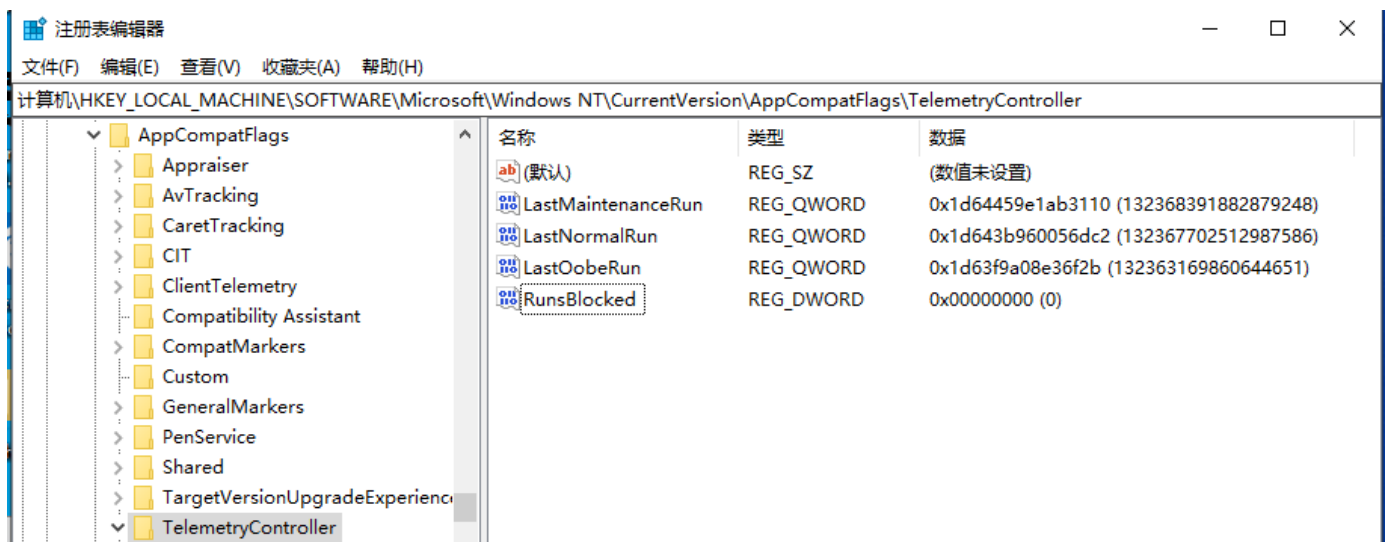 注册表编辑器
文件(F) 编辑(E) 查看(V) 收藏夹(A) 帮助(H)
计算机\HKEY_LOCAL_MACHINE\SOFTWARE\Microsoft\Windows NT\CurrentVersion\AppCompatFlags\TelemetryController
AppCompatFlags
Appraiser
AvTracking
CaretTracking
CIT
ClientTelemetry
Compatibility Assistant
CompatMarkers
Custom
GeneralMarkers
PenService
Shared
TargetVersionUpgradeExperienc
TelemetryController
名称 类型 数据
ab (默认) REG_SZ (数值未设置)
LastMaintenanceRun REG_QWORD 0x1d64459e1ab3110 (132368391882879248)
LastNormalRun REG_QWORD 0x1d643b960056dc2 (132367702512987586)
LastOobeRun REG_QWORD 0x1d63f9a08e36f2b (132363169860644651)
RunsBlocked REG_DWORD 0x00000000 (0)